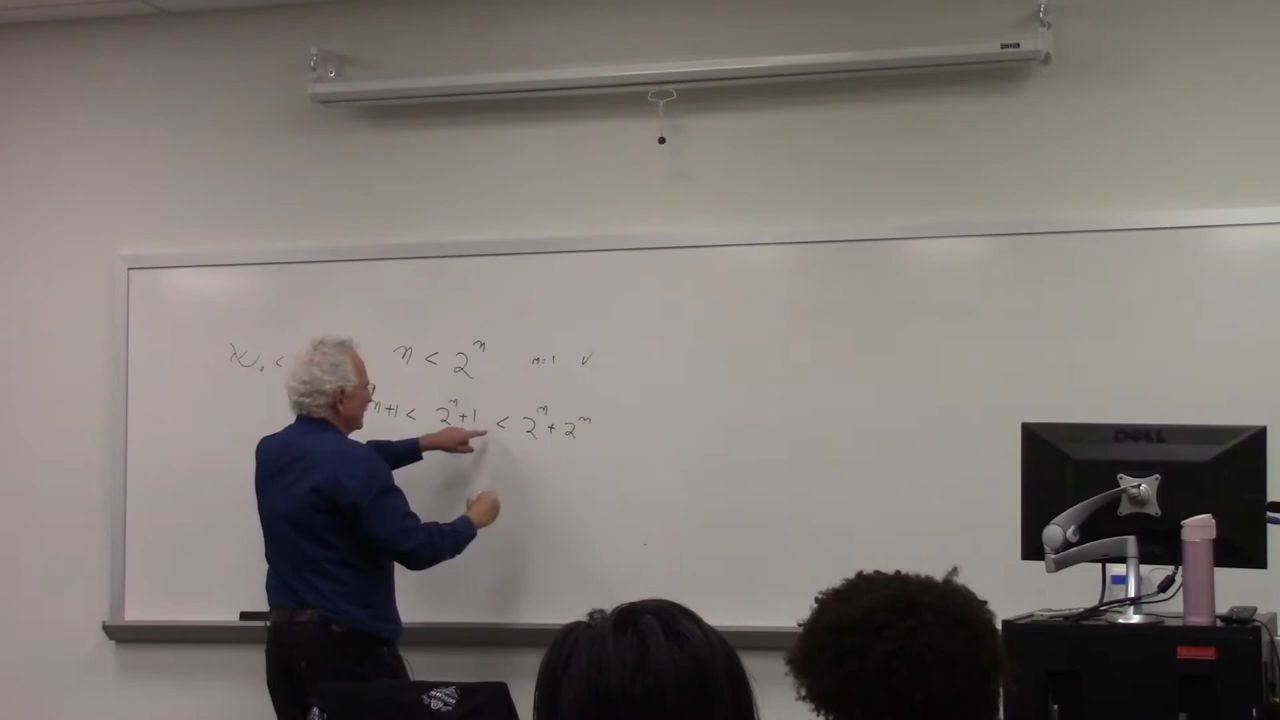 ℵ₀ < n < 2ⁿ n=1 ✓
n+1 < 2ⁿ+1 < 2ⁿ + 2ⁿ
DELL